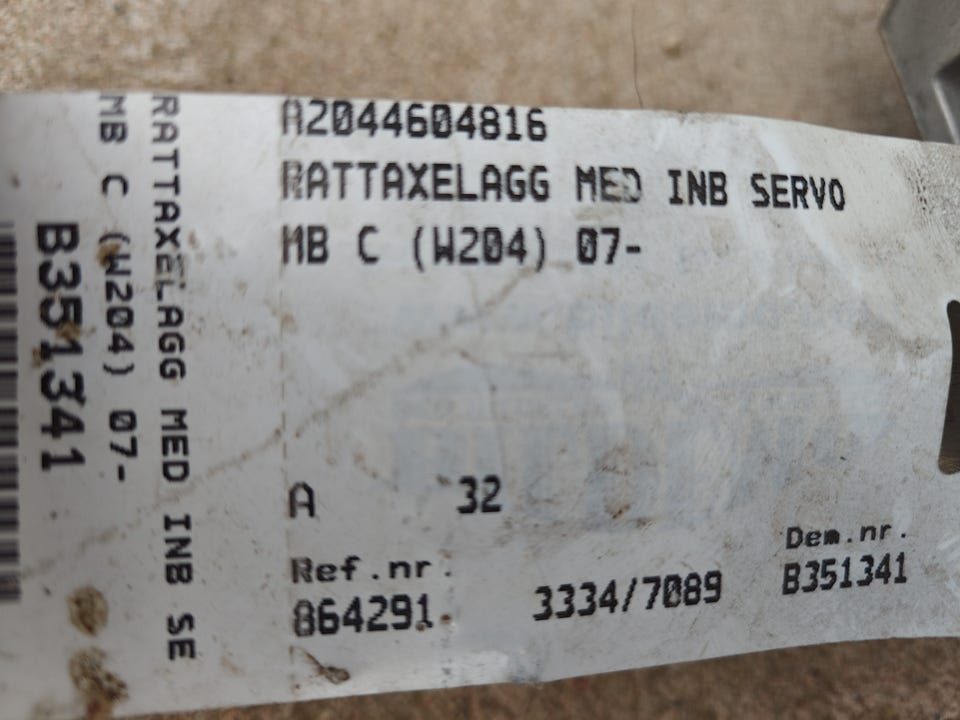 A2044604816
RATTAXELAGG MED INB SERVO
MB C (W204) 07-
A 32
Ref.nr.
864291
3334/7089
Dem.nr.
B351341
RATTAXELAGG MED INB SE
MB C (W204) 07-
B351341